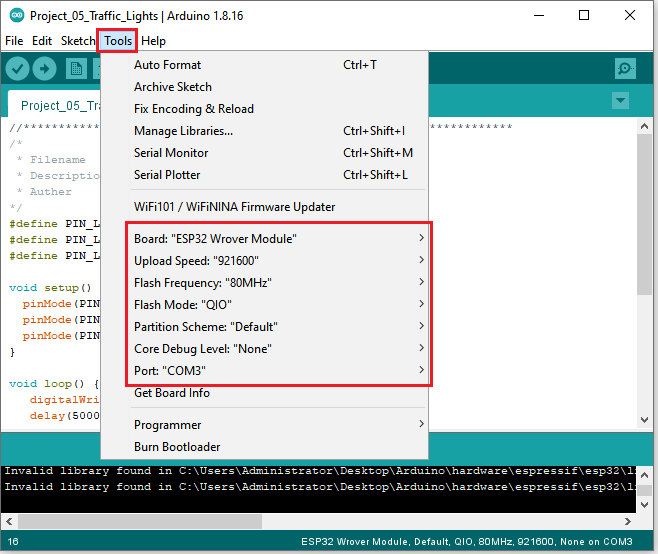 Project_05_Traffic_Lights | Arduino 1.8.16
File Edit Sketch Tools Help
Auto Format Ctrl+T
Archive Sketch
Fix Encoding & Reload
Manage Libraries... Ctrl+Shift+I
Serial Monitor Ctrl+Shift+M
Serial Plotter Ctrl+Shift+L
WiFi101 / WiFiNINA Firmware Updater
Board: "ESP32 Wrover Module"
Upload Speed: "921600"
Flash Frequency: "80MHz"
Flash Mode: "QIO"
Partition Scheme: "Default"
Core Debug Level: "None"
Port: "COM3"
Get Board Info
Programmer
Burn Bootloader
Project_05_Tra
//**********
/*
* Filename
* Descriptio
* Auther
*/
#define PIN_L
#define PIN_L
#define PIN_L
void setup()
pinMode(PIN
pinMode(PIN
pinMode(PIN
}
void loop() {
digitalWri
delay(5000
Invalid library found in C:\Users\Administrator\Desktop\Arduino\hardware\espressif\esp32\l
Invalid library found in C:\Users\Administrator\Desktop\Arduino\hardware\espressif\esp32\l
16 ESP32 Wrover Module, Default, QIO, 80MHz, 921600, None on COM3